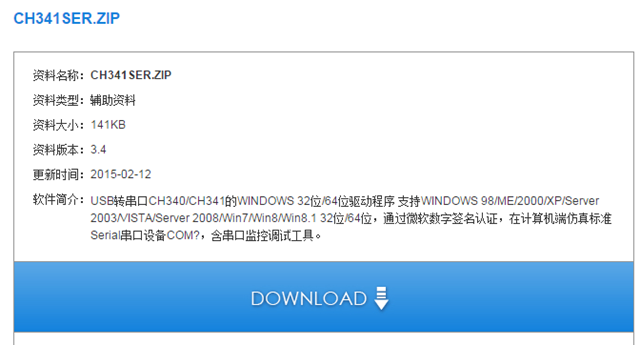 CH341SER.ZIP
资料名称：CH341SER.ZIP
资料类型：辅助资料
资料大小：141KB
资料版本：3.4
更新时间：2015-02-12
软件简介：USB转串口CH340/CH341的WINDOWS 32位/64位驱动程序 支持WINDOWS 98/ME/2000/XP/Server
2003/VISTA/Server 2008/Win7/Win8/Win8.1 32位/64位，通过微软数字签名认证，在计算机端仿真标准
Serial串口设备COM?，含串口监控调试工具。
DOWNLOAD